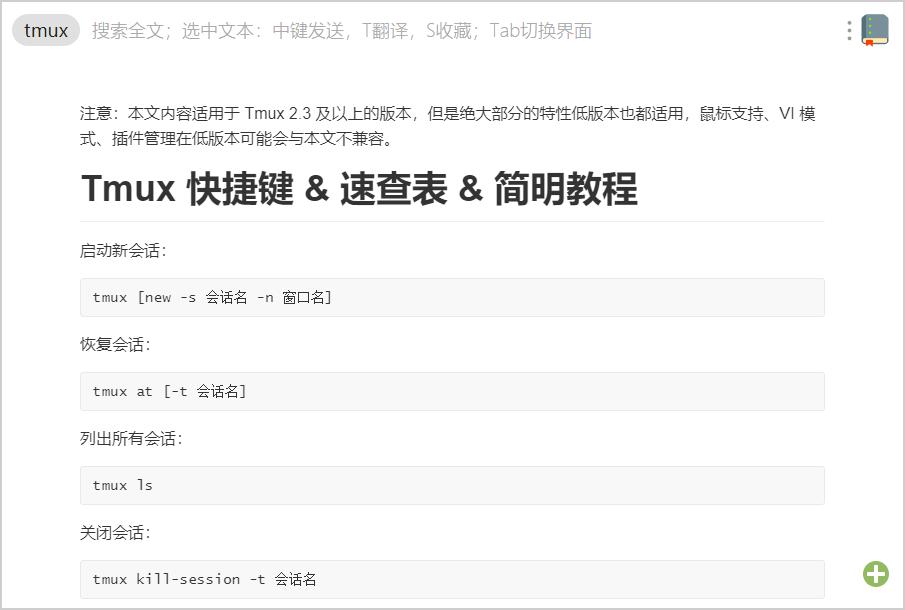 tmux 搜索全文；选中文本：中键发送，T翻译，S收藏；Tab切换界面
注意：本文内容适用于 Tmux 2.3 及以上的版本，但是绝大部分的特性低版本也都适用，鼠标支持、VI 模
式、插件管理在低版本可能会与本文不兼容。
Tmux 快捷键 & 速查表 & 简明教程
启动新会话：
tmux [new -s 会话名 -n 窗口名]
恢复会话：
tmux at [-t 会话名]
列出所有会话：
tmux ls
关闭会话：
tmux kill-session -t 会话名